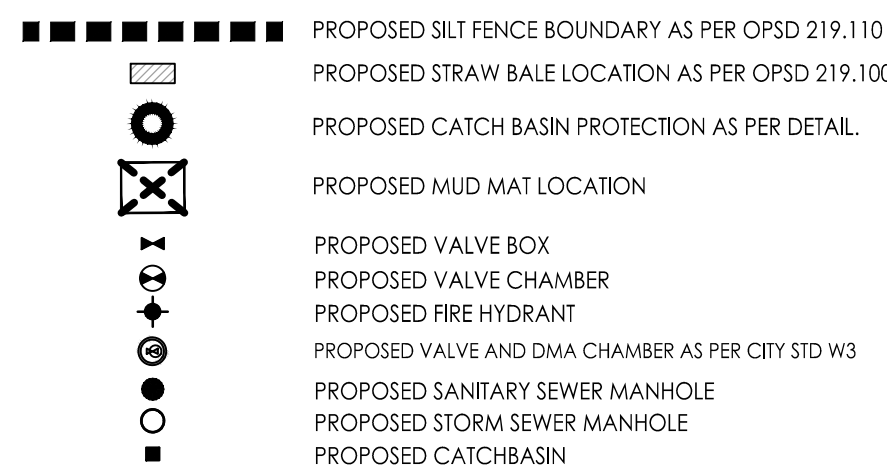 PROPOSED SILT FENCE BOUNDARY AS PER OPSD 219.110
PROPOSED STRAW BALE LOCATION AS PER OPSD 219.100
PROPOSED CATCH BASIN PROTECTION AS PER DETAIL.
PROPOSED MUD MAT LOCATION
PROPOSED VALVE BOX
PROPOSED VALVE CHAMBER
PROPOSED FIRE HYDRANT
PROPOSED VALVE AND DMA CHAMBER AS PER CITY STD W3
PROPOSED SANITARY SEWER MANHOLE
PROPOSED STORM SEWER MANHOLE
PROPOSED CATCHBASIN